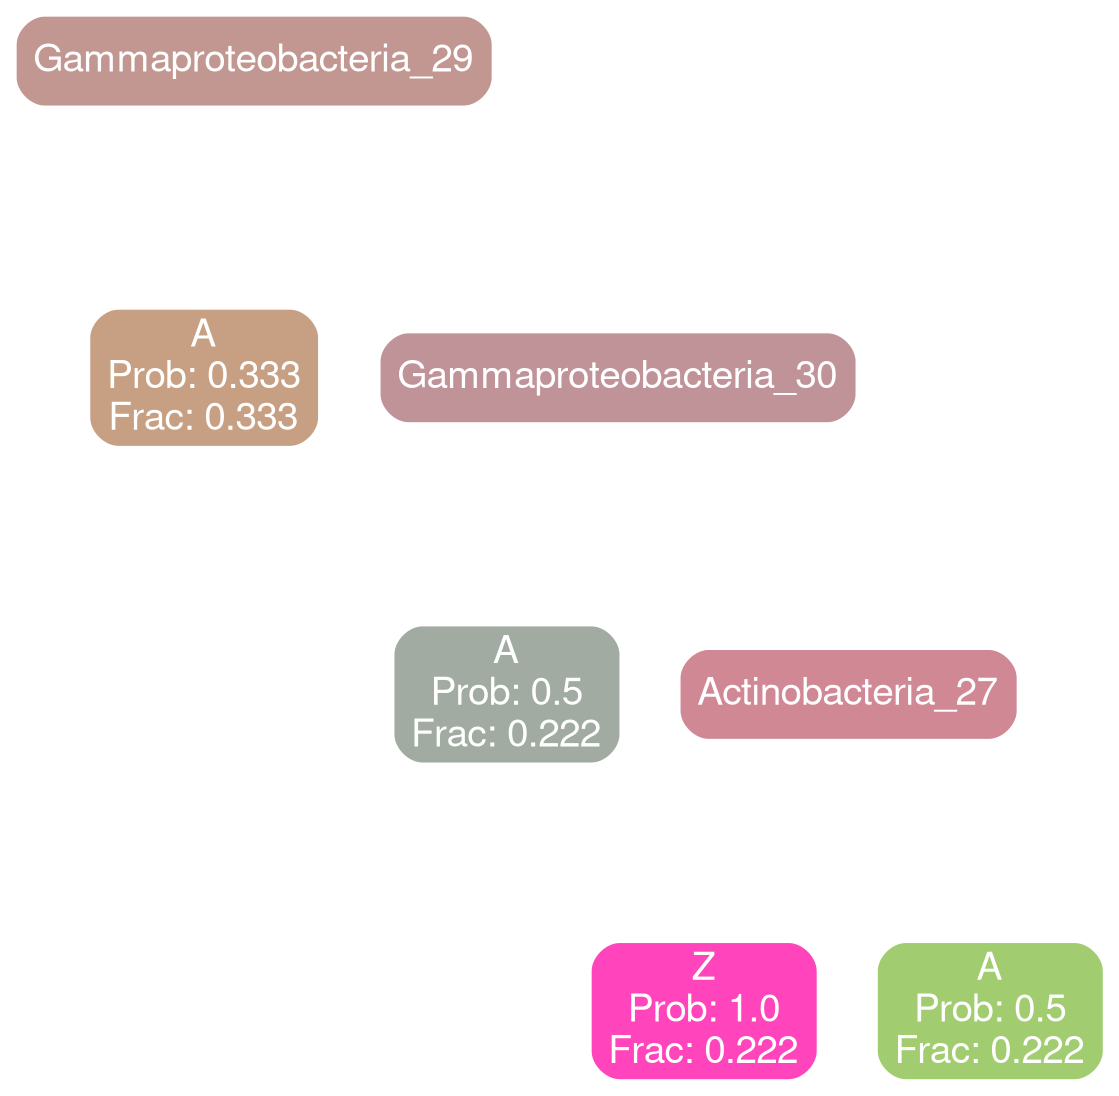 Gammaproteobacteria_29
A
Prob: 0.333
Frac: 0.333
Gammaproteobacteria_30
A
Prob: 0.5
Frac: 0.222
Actinobacteria_27
Z
Prob: 1.0
Frac: 0.222
A
Prob: 0.5
Frac: 0.222